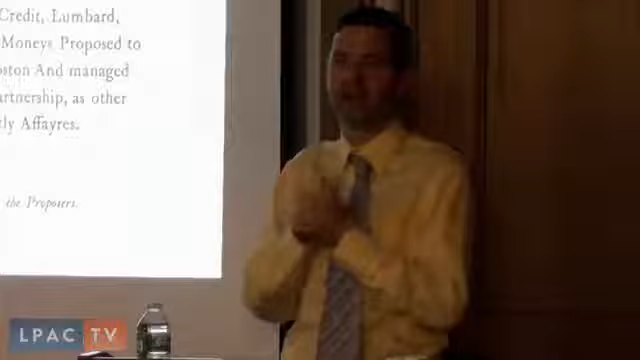 Credit, Lumbard,
Moneys Proposed to
oston And managed
artnership, as other
tly Affayres.
the Proposers.
LPAC TV